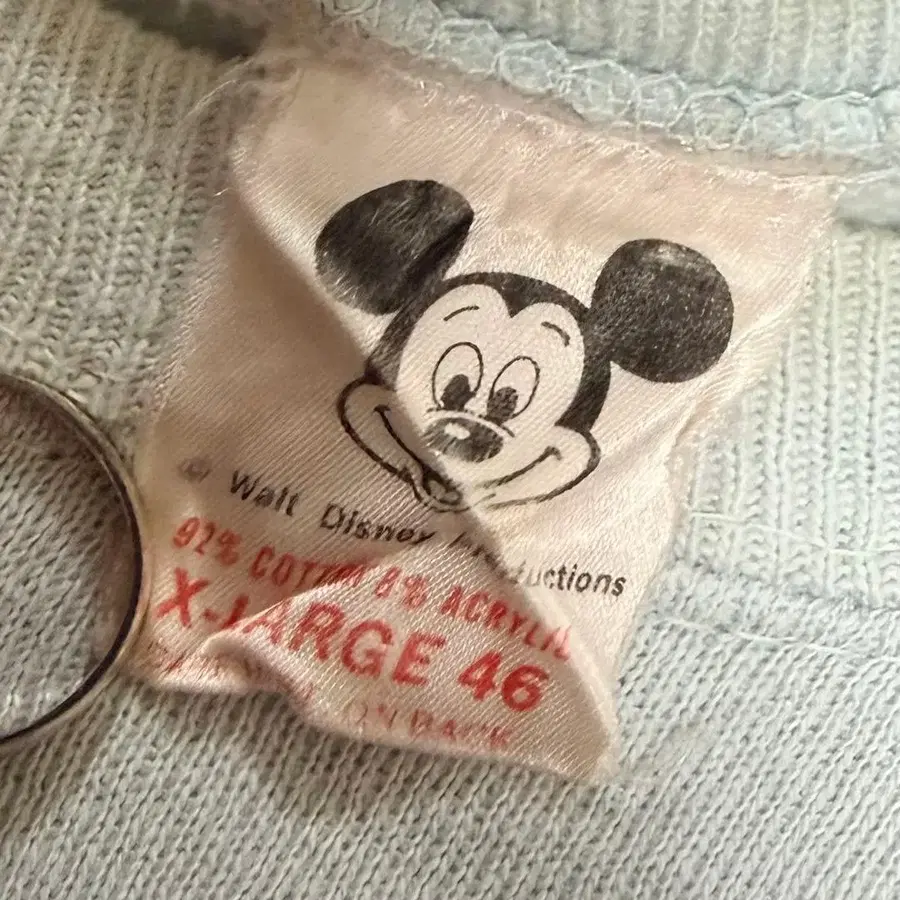 © Walt Disney Productions
92% COTTON 8% ACRYLIC
X-LARGE 46
ON BACK